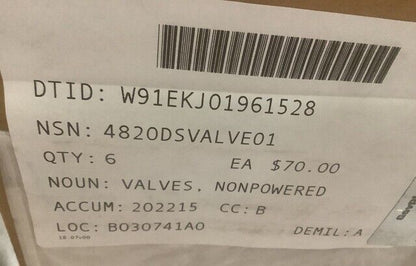 DTID: W91EKJ01961528
NSN: 4820DSVALVE01
QTY: 6 EA $70.00
NOUN: VALVES, NONPOWERED
ACCUM: 202215 CC: B
LOC: B030741A0 DEMIL: A